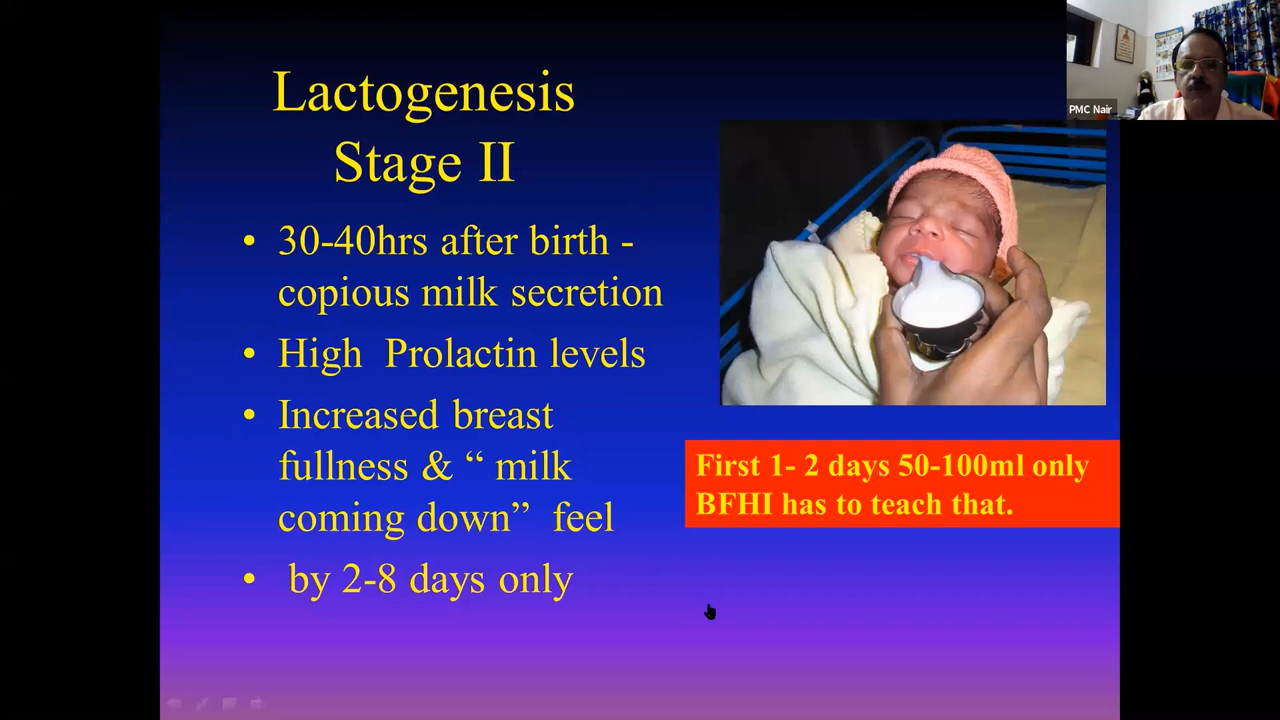 Lactogenesis
Stage II
• 30-40hrs after birth -
copious milk secretion
• High Prolactin levels
• Increased breast
fullness & “ milk
coming down” feel
• by 2-8 days only
First 1- 2 days 50-100ml only
BFHI has to teach that.
PMC Nair